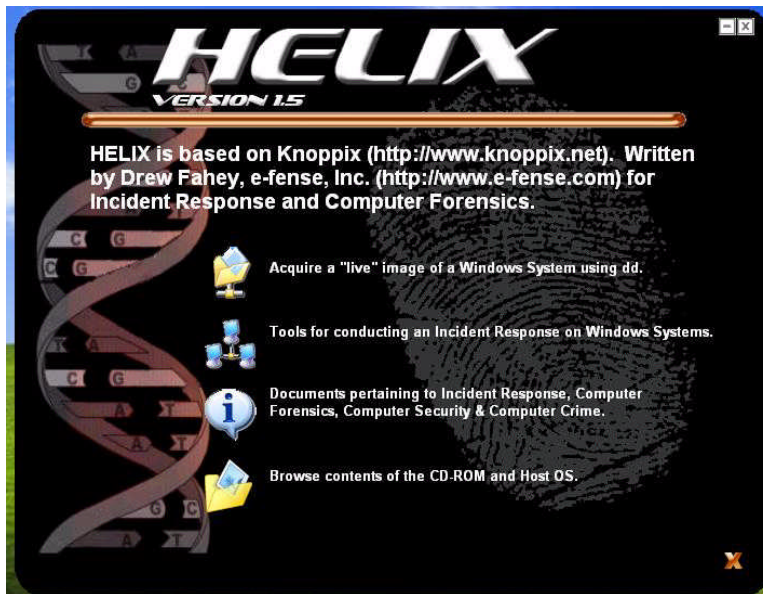 HELIX
VERSION 1.5
HELIX is based on Knoppix (http://www.knoppix.net). Written
by Drew Fahey, e-fense, Inc. (http://www.e-fense.com) for
Incident Response and Computer Forensics.
Acquire a "live" image of a Windows System using dd.
Tools for conducting an Incident Response on Windows Systems.
Documents pertaining to Incident Response, Computer
Forensics, Computer Security & Computer Crime.
Browse contents of the CD-ROM and Host OS.
T A
G
C G
C G
A
C G
A T
A T
G C
A T